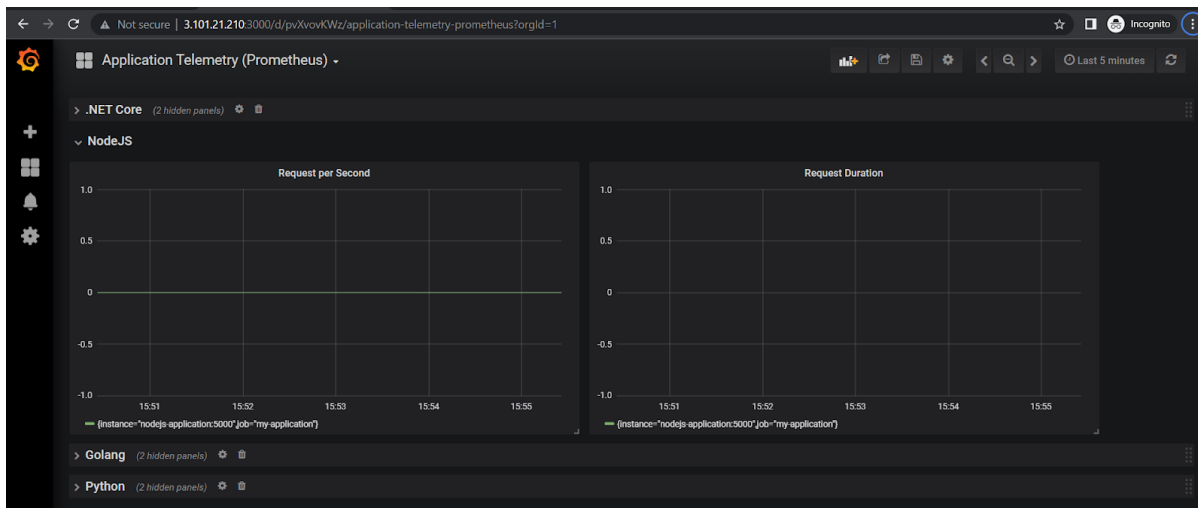 Not secure | 3.101.21.210:3000/d/pvXvovKWz/application-telemetry-prometheus?orgId=1 Incognito
Application Telemetry (Prometheus) Last 5 minutes
.NET Core (2 hidden panels)
NodeJS
Request per Second
1.0
0.5
0
-0.5
-1.0
15:51 15:52 15:53 15:54 15:55
{instance="nodejs-application:5000",job="my-application"}
Request Duration
1.0
0.5
0
-0.5
-1.0
15:51 15:52 15:53 15:54 15:55
{instance="nodejs-application:5000",job="my-application"}
Golang (2 hidden panels)
Python (2 hidden panels)